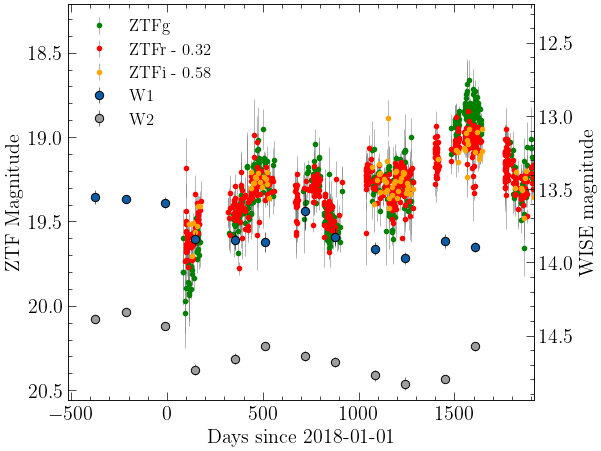 ZTFg
ZTFr - 0.32
ZTFi - 0.58
W1
W2
18.5
19.0
19.5
20.0
20.5
ZTF Magnitude
12.5
13.0
13.5
14.0
14.5
WISE magnitude
−500
0
500
1000
1500
Days since 2018-01-01